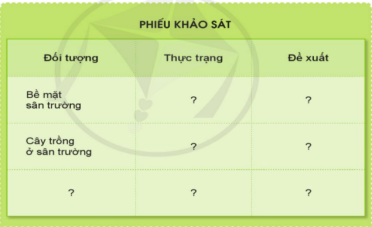 PHIẾU KHẢO SÁT
Đối tượng Thực trạng Đề xuất
Bề mặt
sân trường ? ?
Cây trồng
ở sân trường ? ?
? ? ?